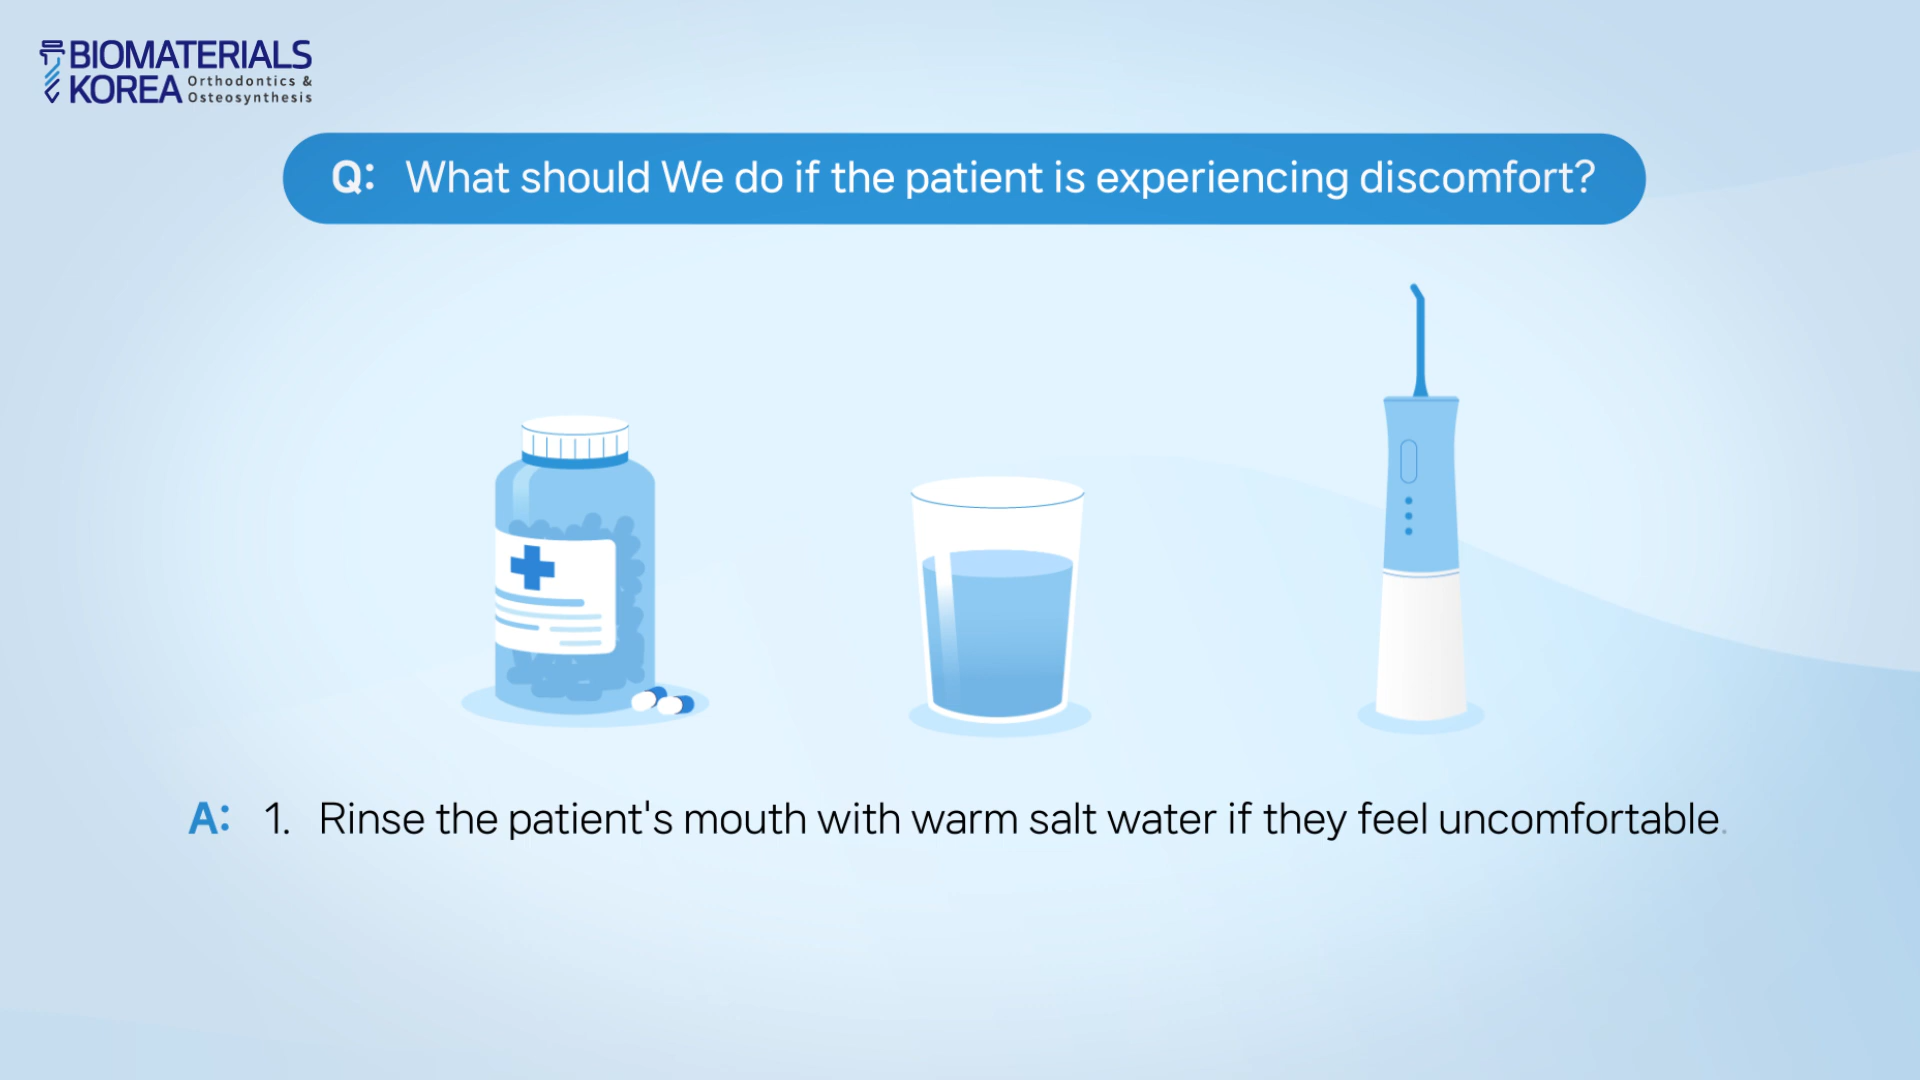 BIOMATERIALS
KOREA Orthodontics &
Osteosynthesis
Q: What should We do if the patient is experiencing discomfort?
A: 1. Rinse the patient's mouth with warm salt water if they feel uncomfortable.